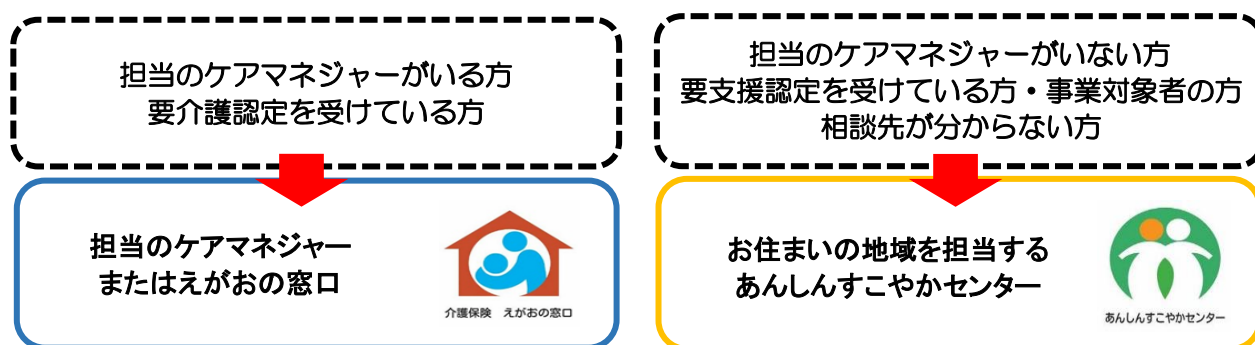 担当のケアマネジャーがいる方
要介護認定を受けている方
担当のケアマネジャー
またはえがおの窓口
介護保険 えがおの窓口
担当のケアマネジャーがいない方
要支援認定を受けている方・事業対象者の方
相談先が分からない方
お住まいの地域を担当する
あんしんすこやかセンター
あんしんすこやかセンター